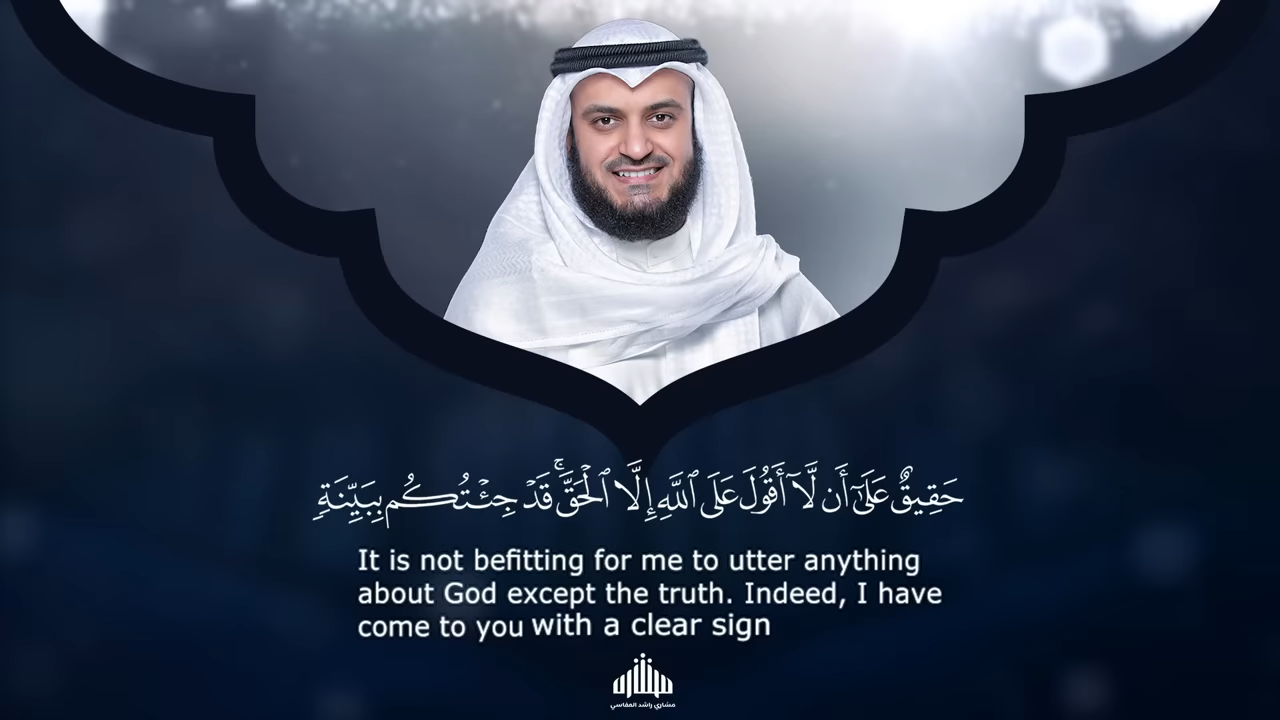 حَقِيقٌ عَلَىٰٓ أَن لَّآ أَقُولَ عَلَى ٱللَّهِ إِلَّا ٱلْحَقَّ ۚ قَدْ جِئْتُكُم بِبَيِّنَةٍ
It is not befitting for me to utter anything
about God except the truth. Indeed, I have
come to you with a clear sign
مشاري راشد العفاسي